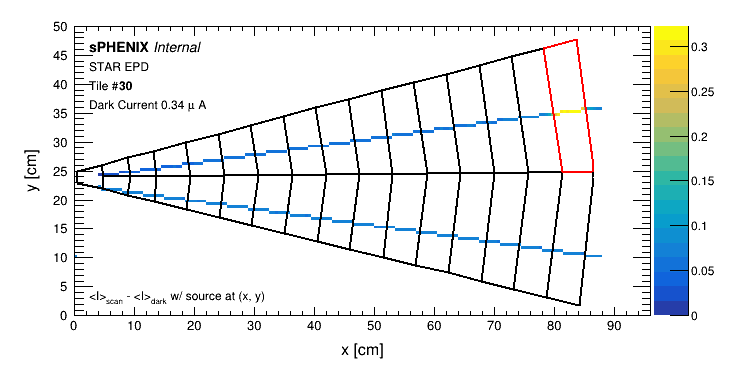 sPHENIX Internal
STAR EPD
Tile #30
Dark Current 0.34 μ A
<I>scan - <I>dark w/ source at (x, y)
y [cm]
50
45
40
35
30
25
20
15
10
5
0
0 10 20 30 40 50 60 70 80 90
x [cm]
0.3
0.25
0.2
0.15
0.1
0.05
0